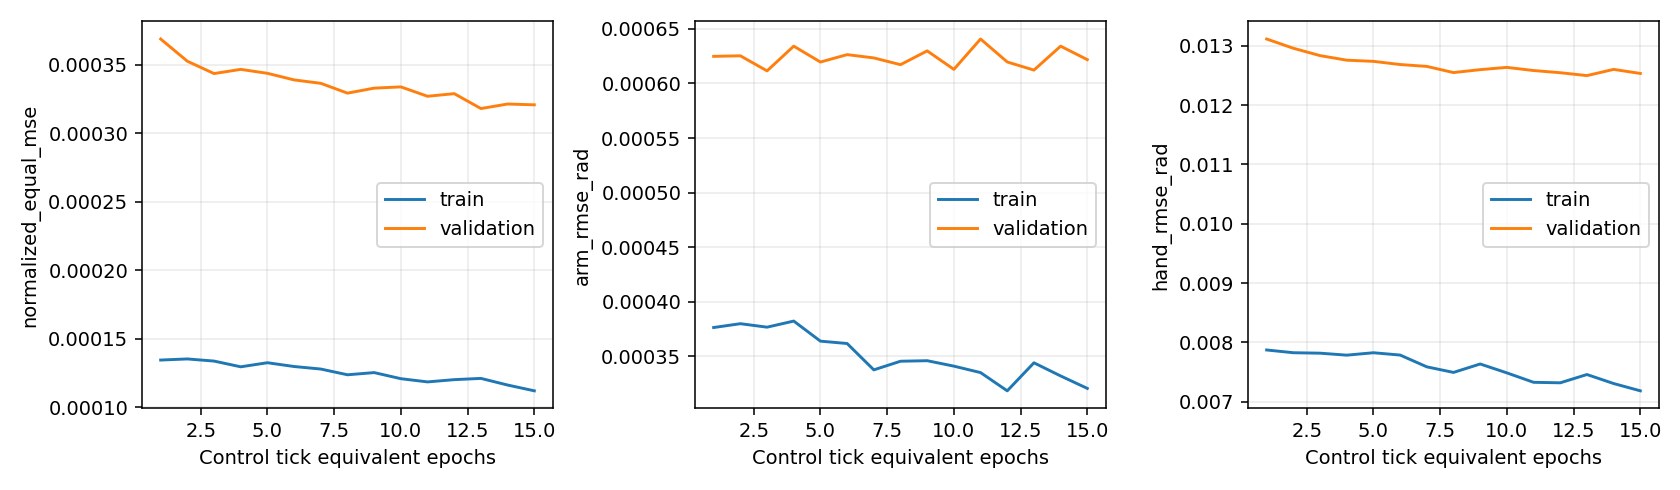 normalized_equal_mse
0.00035
0.00030
0.00025
0.00020
0.00015
0.00010
train
validation
2.5 5.0 7.5 10.0 12.5 15.0
Control tick equivalent epochs
arm_rmse_rad
0.00065
0.00060
0.00055
0.00050
0.00045
0.00040
0.00035
train
validation
2.5 5.0 7.5 10.0 12.5 15.0
Control tick equivalent epochs
hand_rmse_rad
0.013
0.012
0.011
0.010
0.009
0.008
0.007
train
validation
2.5 5.0 7.5 10.0 12.5 15.0
Control tick equivalent epochs